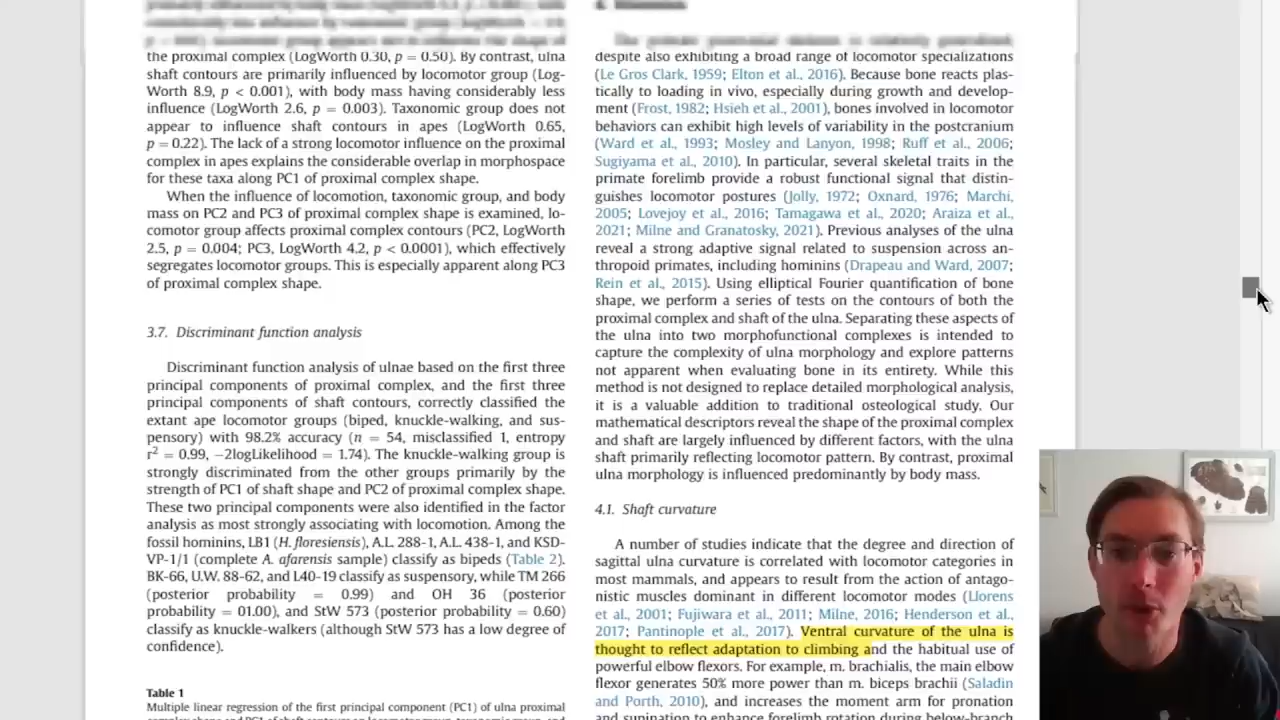 the proximal complex (LogWorth 0.30, p = 0.50). By contrast, ulna
shaft contours are primarily influenced by locomotor group (Log-
Worth 8.9, p < 0.001), with body mass having considerably less
influence (LogWorth 2.6, p = 0.003). Taxonomic group does not
appear to influence shaft contours in apes (LogWorth 0.65,
p = 0.22). The lack of a strong locomotor influence on the proximal
complex in apes explains the considerable overlap in morphospace
for these taxa along PC1 of proximal complex shape.
When the influence of locomotion, taxonomic group, and body
mass on PC2 and PC3 of proximal complex shape is examined, lo-
comotor group affects proximal complex contours (PC2, LogWorth
2.5, p = 0.004; PC3, LogWorth 4.2, p < 0.0001), which effectively
segregates locomotor groups. This is especially apparent along PC3
of proximal complex shape.
3.7. Discriminant function analysis
Discriminant function analysis of ulnae based on the first three
principal components of proximal complex, and the first three
principal components of shaft contours, correctly classified the
extant ape locomotor groups (biped, knuckle-walking, and sus-
pensory) with 98.2% accuracy (n = 54, misclassified 1, entropy
r² = 0.99, −2logLikelihood = 1.74). The knuckle-walking group is
strongly discriminated from the other groups primarily by the
strength of PC1 of shaft shape and PC2 of proximal complex shape.
These two principal components were also identified in the factor
analysis as most strongly associating with locomotion. Among the
fossil hominins, LB1 (H. floresiensis), A.L. 288-1, A.L. 438-1, and KSD-
VP-1/1 (complete A. afarensis sample) classify as bipeds (Table 2).
BK-66, U.W. 88-62, and L40-19 classify as suspensory, while TM 266
(posterior probability = 0.99) and OH 36 (posterior
probability = 01.00), and StW 573 (posterior probability = 0.60)
classify as knuckle-walkers (although StW 573 has a low degree of
confidence).
Table 1
Multiple linear regression of the first principal component (PC1) of ulna proximal
despite also exhibiting a broad range of locomotor specializations
(Le Gros Clark, 1959; Elton et al., 2016). Because bone reacts plas-
tically to loading in vivo, especially during growth and develop-
ment (Frost, 1982; Hsieh et al., 2001), bones involved in locomotor
behaviors can exhibit high levels of variability in the postcranium
(Ward et al., 1993; Mosley and Lanyon, 1998; Ruff et al., 2006;
Sugiyama et al., 2010). In particular, several skeletal traits in the
primate forelimb provide a robust functional signal that distin-
guishes locomotor postures (Jolly, 1972; Oxnard, 1976; Marchi,
2005; Lovejoy et al., 2016; Tamagawa et al., 2020; Araiza et al.,
2021; Milne and Granatosky, 2021). Previous analyses of the ulna
reveal a strong adaptive signal related to suspension across an-
thropoid primates, including hominins (Drapeau and Ward, 2007;
Rein et al., 2015). Using elliptical Fourier quantification of bone
shape, we perform a series of tests on the contours of both the
proximal complex and shaft of the ulna. Separating these aspects of
the ulna into two morphofunctional complexes is intended to
capture the complexity of ulna morphology and explore patterns
not apparent when evaluating bone in its entirety. While this
method is not designed to replace detailed morphological analysis,
it is a valuable addition to traditional osteological study. Our
mathematical descriptors reveal the shape of the proximal complex
and shaft are largely influenced by different factors, with the ulna
shaft primarily reflecting locomotor pattern. By contrast, proximal
ulna morphology is influenced predominantly by body mass.
4.1. Shaft curvature
A number of studies indicate that the degree and direction of
sagittal ulna curvature is correlated with locomotor categories in
most mammals, and appears to result from the action of antago-
nistic muscles dominant in different locomotor modes (Llorens
et al., 2001; Fujiwara et al., 2011; Milne, 2016; Henderson et al.,
2017; Pantinople et al., 2017). Ventral curvature of the ulna is
thought to reflect adaptation to climbing and the habitual use of
powerful elbow flexors. For example, m. brachialis, the main elbow
flexor generates 50% more power than m. biceps brachii (Saladin
and Porth, 2010), and increases the moment arm for pronation
and supination to enhance forelimb rotation during below-branch